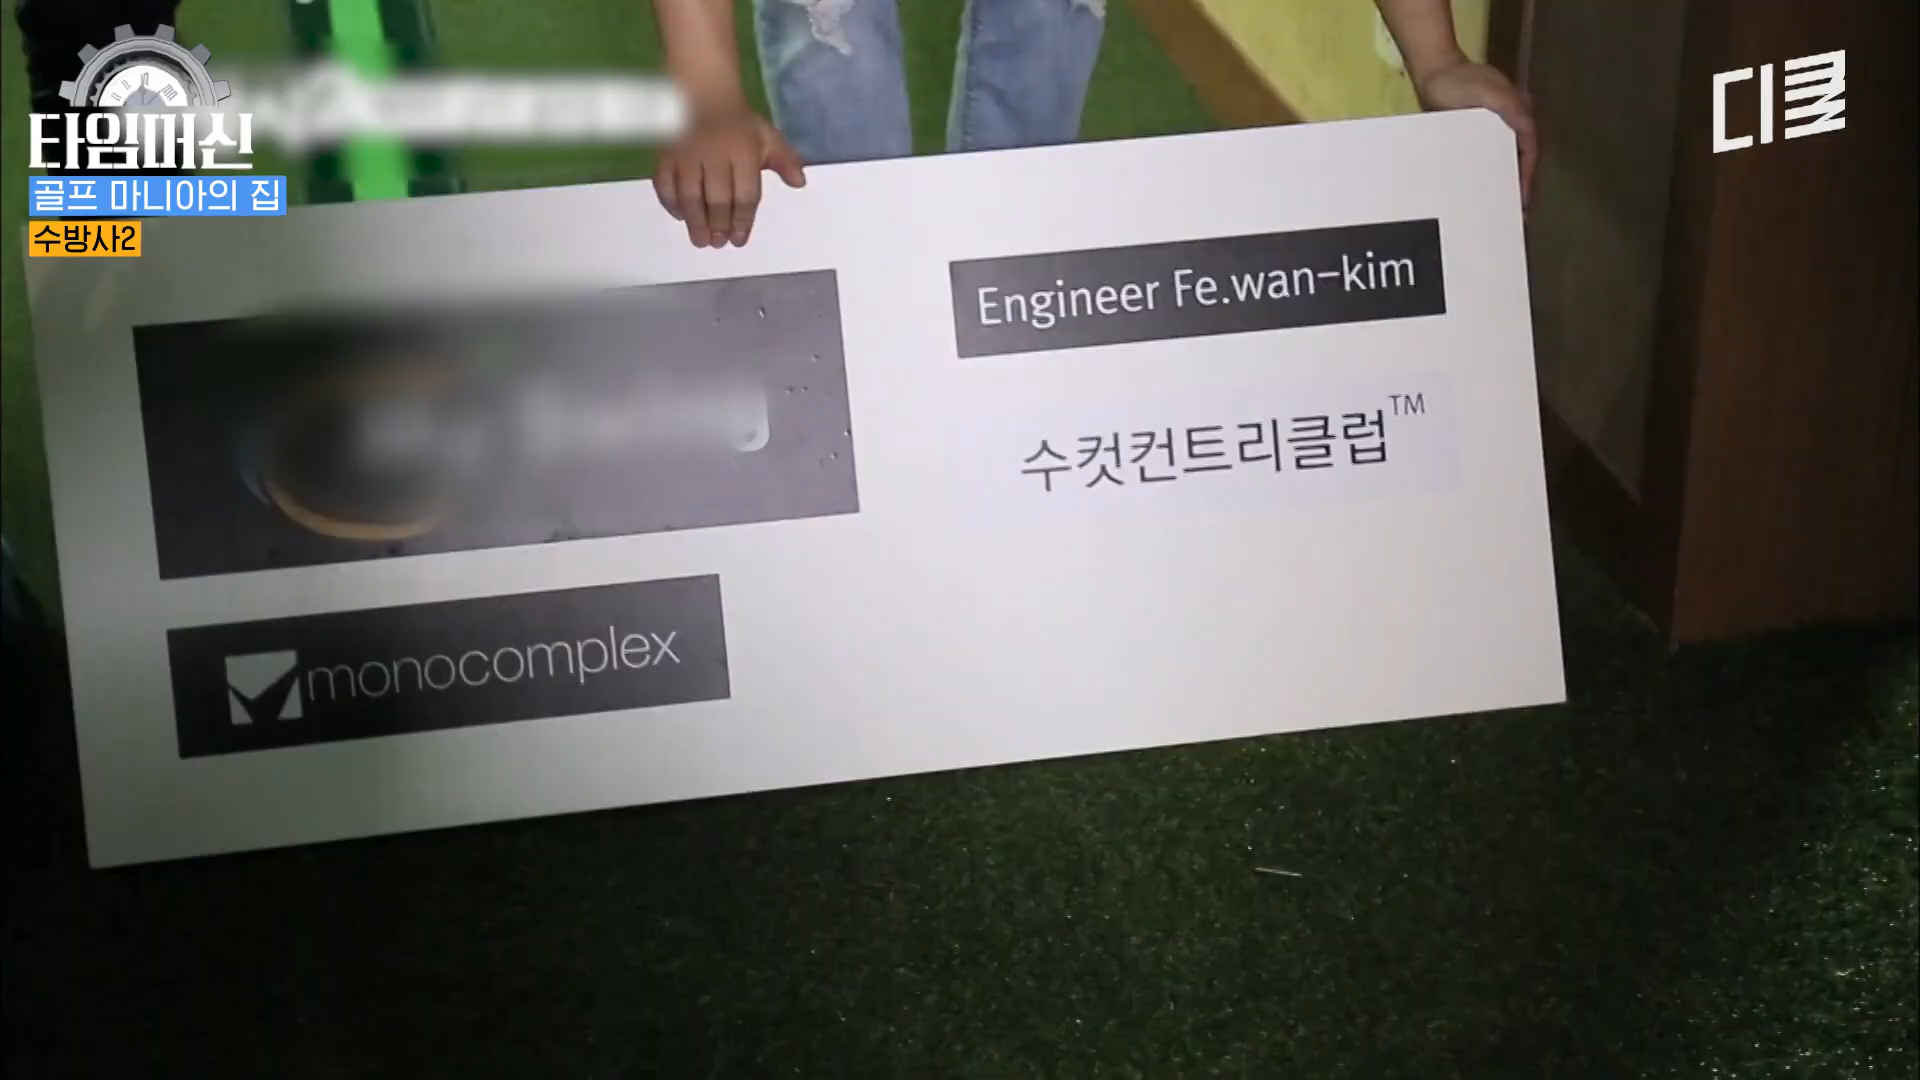 타임머신
골프 마니아의 집
수방사2
디클
Engineer Fe.wan-kim
수컷컨트리클럽™
monocomplex